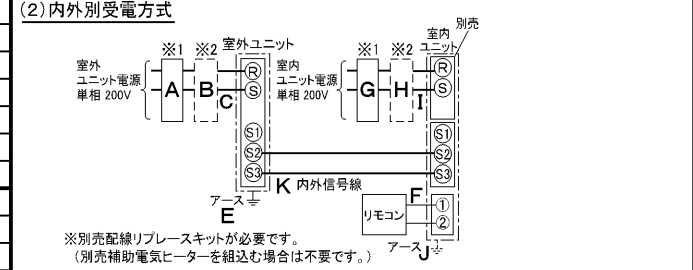 (2)内外別受電方式
別売
※1 ※2 室外ユニット
※1 ※2 室内ユニット
室外
ユニット電源
単相 200V
A B C
R
S
室内
ユニット電源
単相 200V
G H I
R
S
S1
S2
S3
S1
S2
S3
K 内外信号線
アース
E
リモコン
F
①
②
アース J
※別売配線リプレースキットが必要です。
(別売補助電気ヒーターを組込む場合は不要です。)